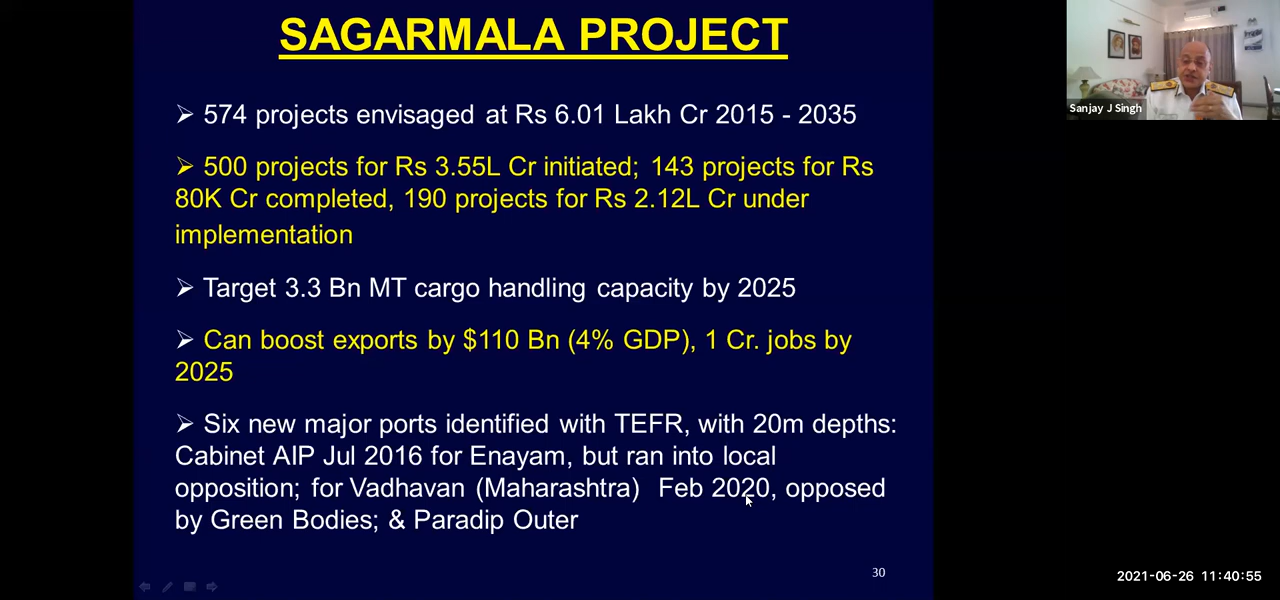 SAGARMALA PROJECT
Sanjay J Singh
➢ 574 projects envisaged at Rs 6.01 Lakh Cr 2015 - 2035
➢ 500 projects for Rs 3.55L Cr initiated; 143 projects for Rs
80K Cr completed, 190 projects for Rs 2.12L Cr under
implementation
➢ Target 3.3 Bn MT cargo handling capacity by 2025
➢ Can boost exports by $110 Bn (4% GDP), 1 Cr. jobs by
2025
➢ Six new major ports identified with TEFR, with 20m depths:
Cabinet AIP Jul 2016 for Enayam, but ran into local
opposition; for Vadhavan (Maharashtra) Feb 2020, opposed
by Green Bodies; & Paradip Outer
30
2021-06-26 11:40:55